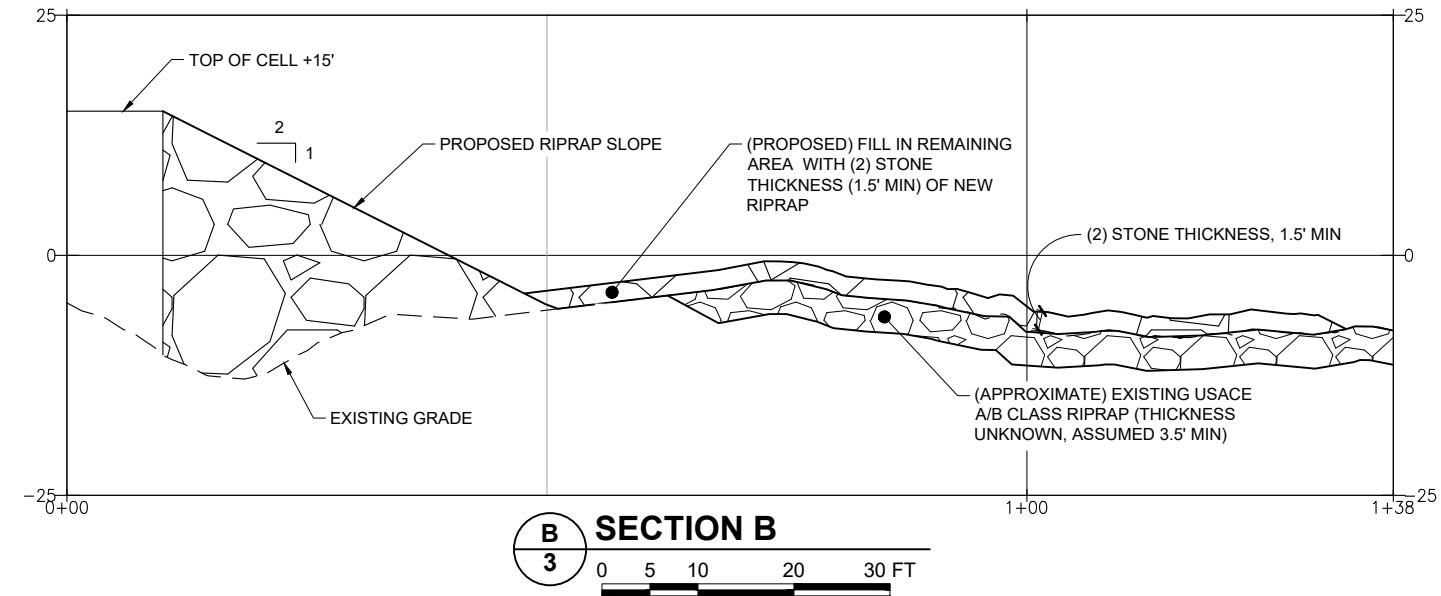 25
25
TOP OF CELL +15'
2
1
PROPOSED RIPRAP SLOPE
(PROPOSED) FILL IN REMAINING
AREA WITH (2) STONE
THICKNESS (1.5' MIN) OF NEW
RIPRAP
(2) STONE THICKNESS, 1.5' MIN
0
0
(APPROXIMATE) EXISTING USACE
A/B CLASS RIPRAP (THICKNESS
UNKNOWN, ASSUMED 3.5' MIN)
EXISTING GRADE
-25
-25
0+00
1+00
1+38
B
3
SECTION B
0 5 10 20 30 FT